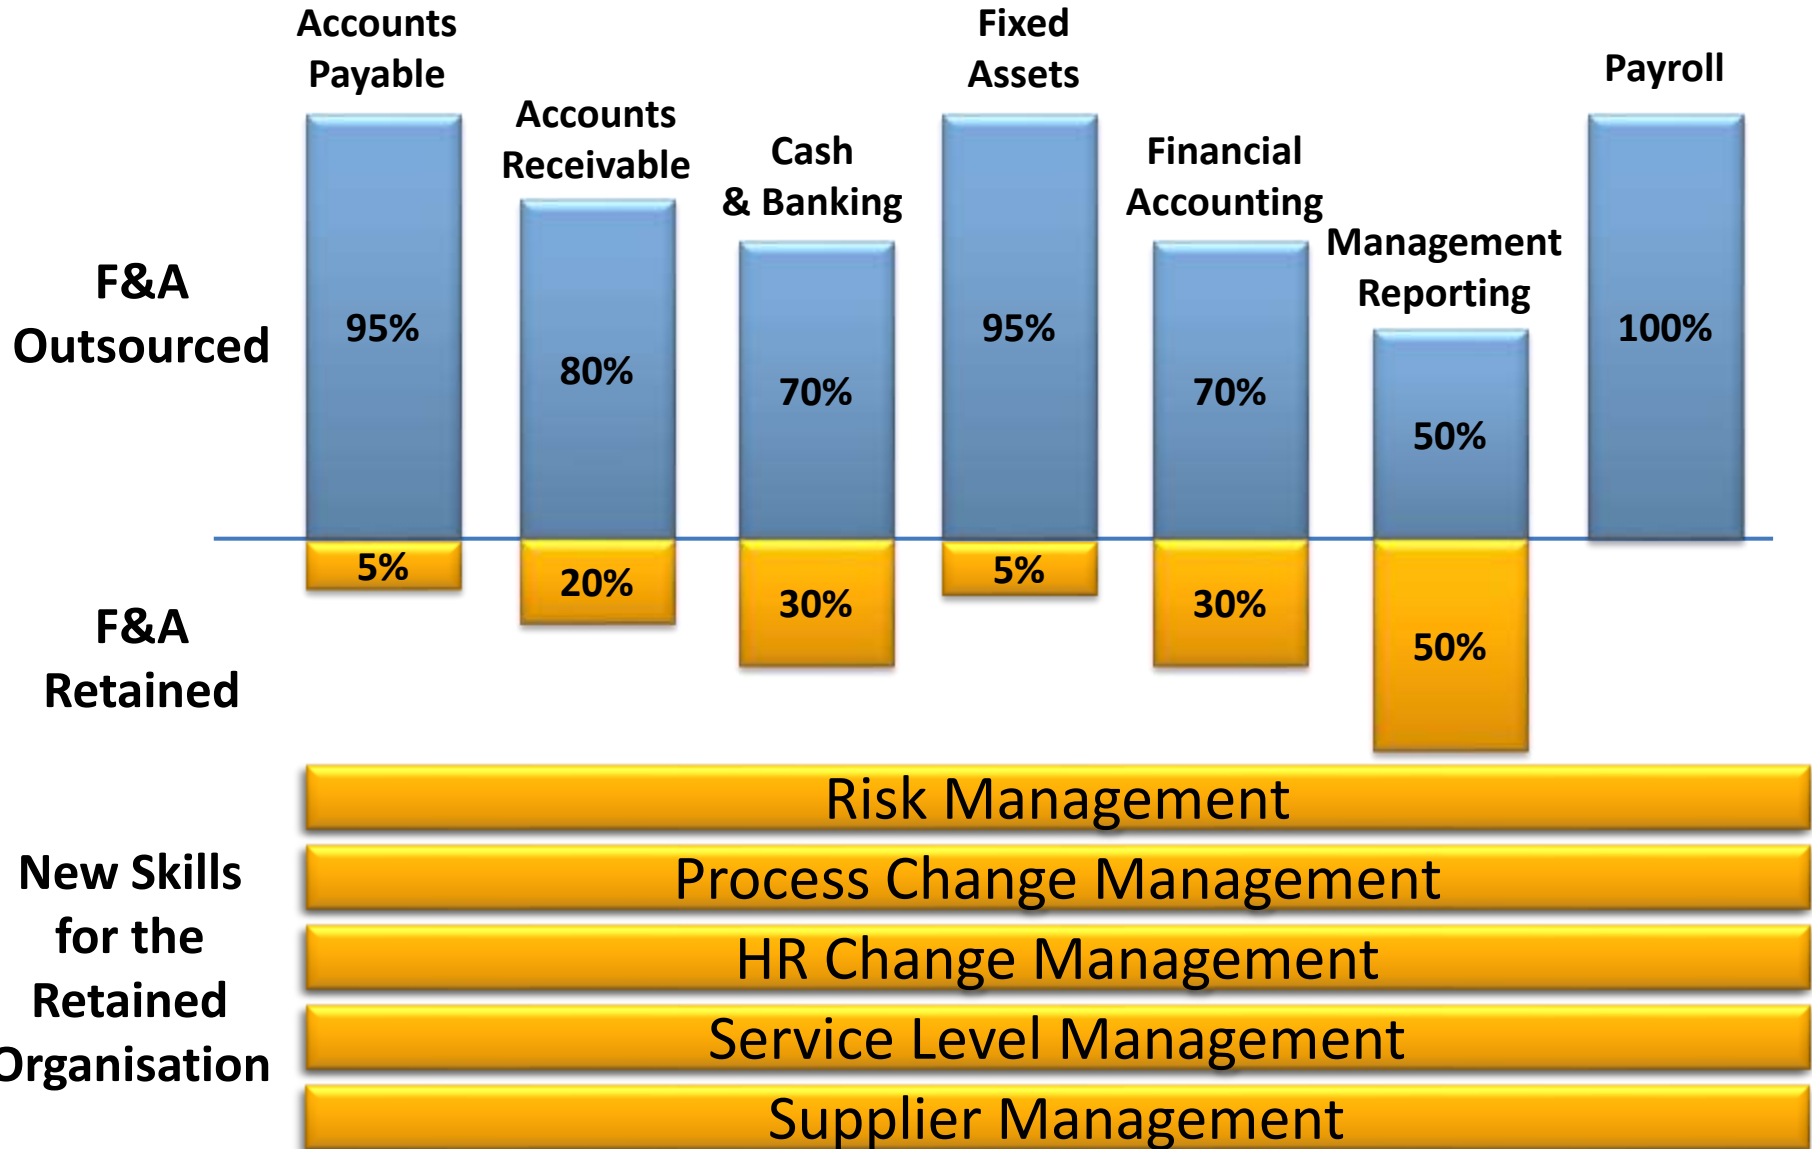 Accounts
Payable
Accounts
Receivable
Cash
& Banking
Fixed
Assets
Financial
Accounting
Management
Reporting
Payroll
F&A
Outsourced
95%
80%
70%
95%
70%
50%
100%
F&A
Retained
5%
20%
30%
5%
30%
50%
New Skills
for the
Retained
Organisation
Risk Management
Process Change Management
HR Change Management
Service Level Management
Supplier Management